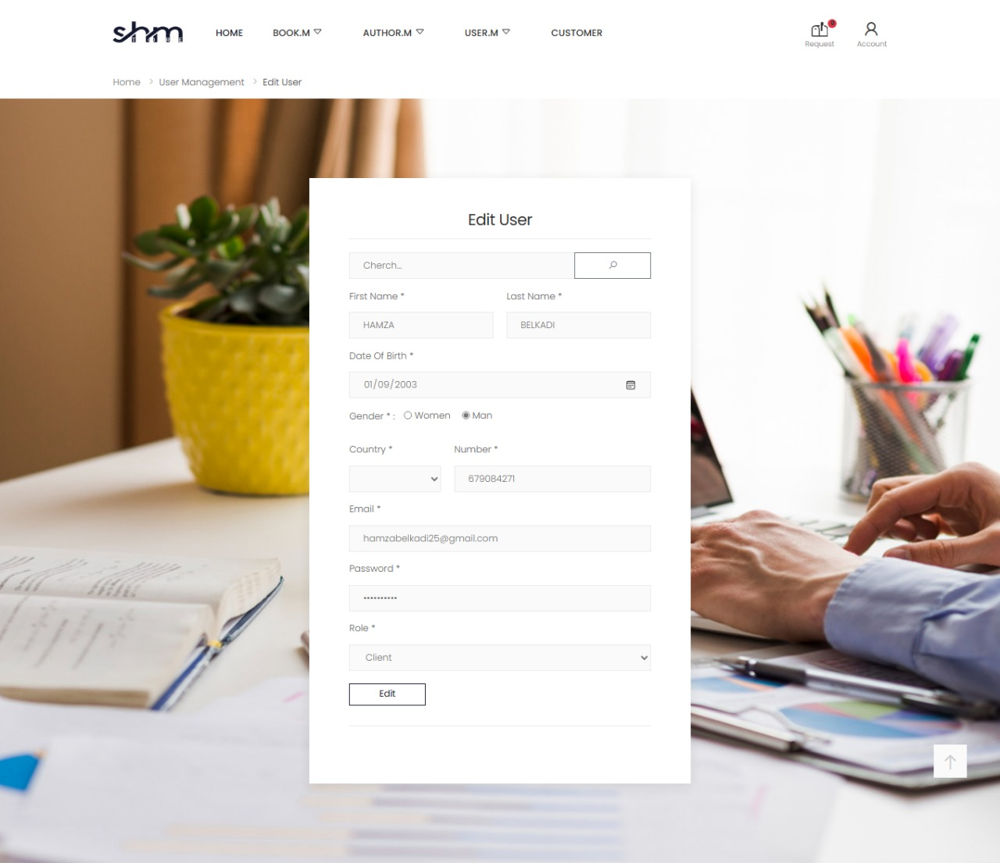 shm
HOME BOOK.M AUTHOR.M USER.M CUSTOMER
0
Request Account
Home > User Management > Edit User
Edit User
Cherch...
First Name * Last Name *
HAMZA BELKADI
Date Of Birth *
01/09/2003
Gender * : Women Man
Country * Number *
679084271
Email *
hamzabelkadi25@gmail.com
Password *
••••••••••
Role *
Client
Edit